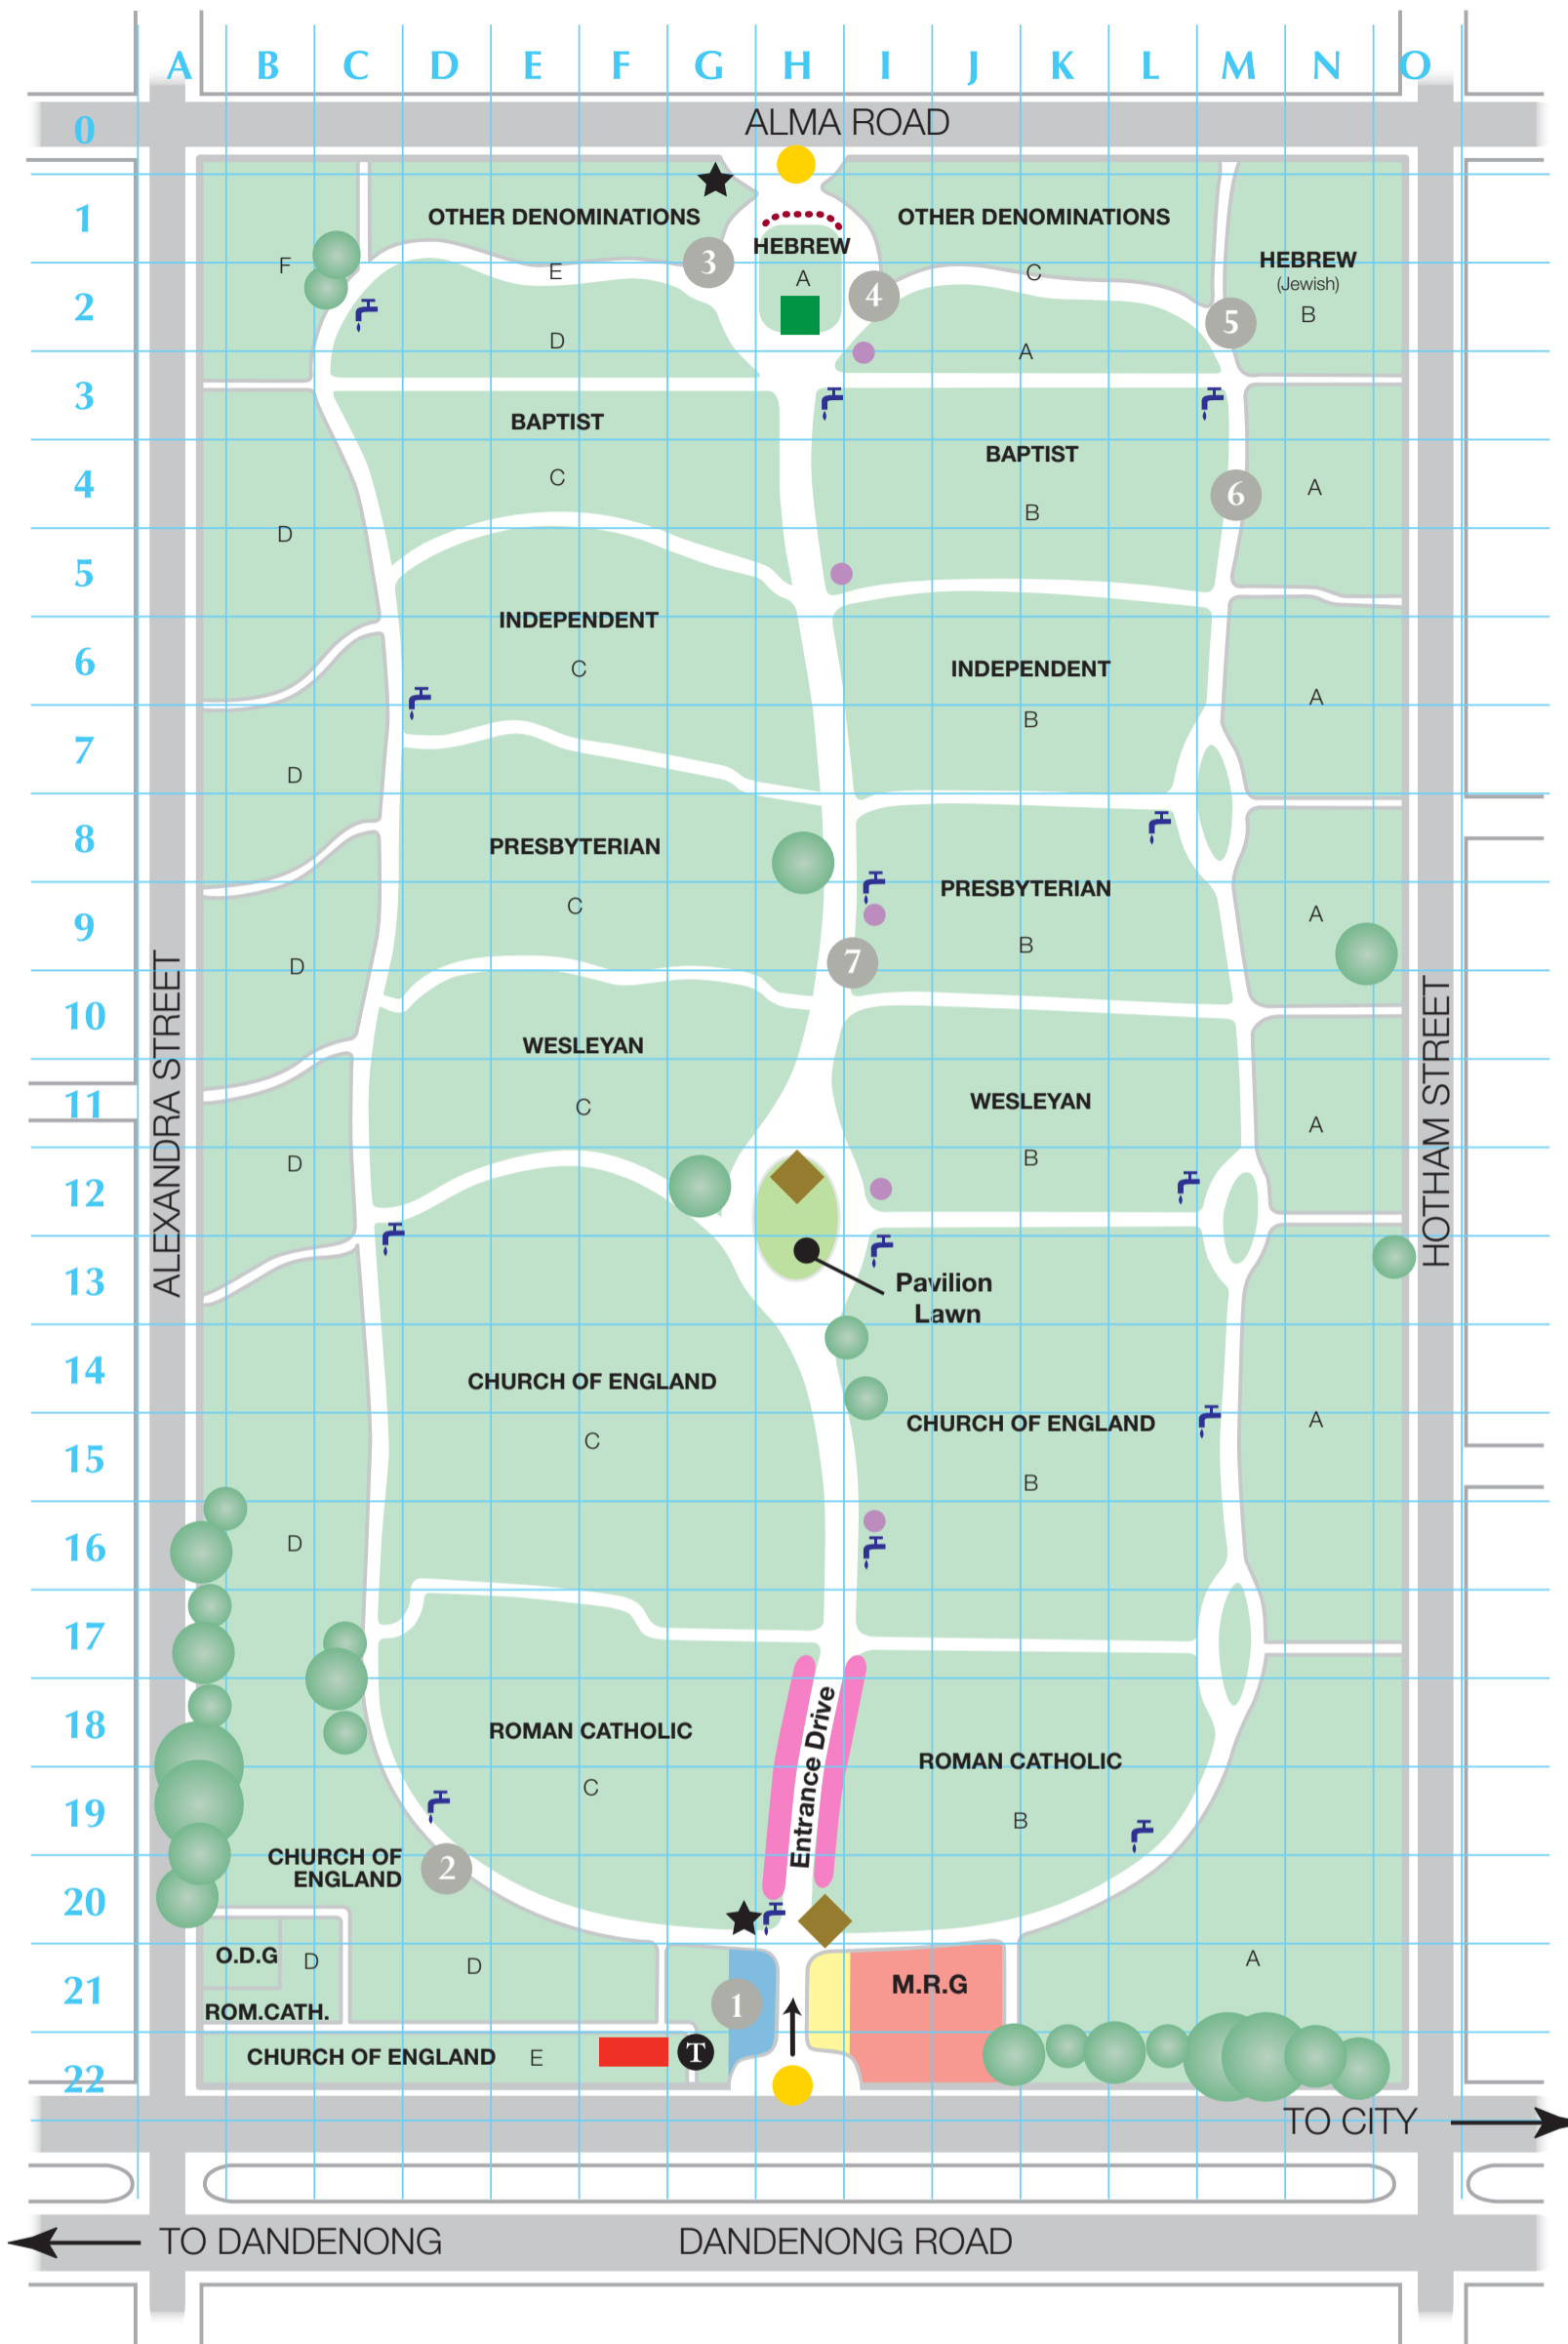 A B C D E F G H I J K L M N O
0
ALMA ROAD
1
OTHER DENOMINATIONS
OTHER DENOMINATIONS
HEBREW
HEBREW
(Jewish)
F
E
3
A
C
2
4
5
B
D
A
3
BAPTIST
BAPTIST
4
C
6
A
B
D
5
INDEPENDENT
6
C
INDEPENDENT
A
B
7
D
8
PRESBYTERIAN
PRESBYTERIAN
9
C
A
B
7
D
ALEXANDRA STREET
HOTHAM STREET
10
WESLEYAN
11
C
WESLEYAN
A
D
B
12
13
Pavilion
Lawn
14
CHURCH OF ENGLAND
CHURCH OF ENGLAND
A
15
C
B
16
D
17
18
ROMAN CATHOLIC
Entrance Drive
ROMAN CATHOLIC
C
19
B
CHURCH OF
ENGLAND
2
20
O.D.G
D
D
A
21
1
M.R.G
ROM.CATH.
CHURCH OF ENGLAND E
T
22
TO CITY
TO DANDENONG
DANDENONG ROAD